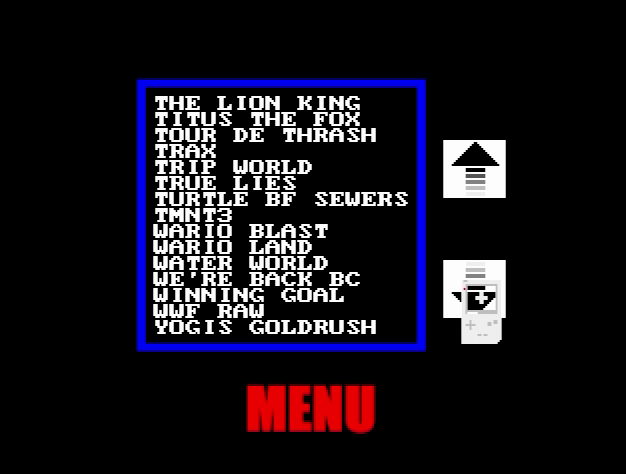 THE LION KING
TITUS THE FOX
TOUR DE THRASH
TRAX
TRIP WORLD
TRUE LIES
TURTLE BF SEWERS
TMNT3
WARIO BLAST
WARIO LAND
WATER WORLD
WE'RE BACK BC
WINNING GOAL
WWF RAW
YOGIS GOLDRUSH
MENU